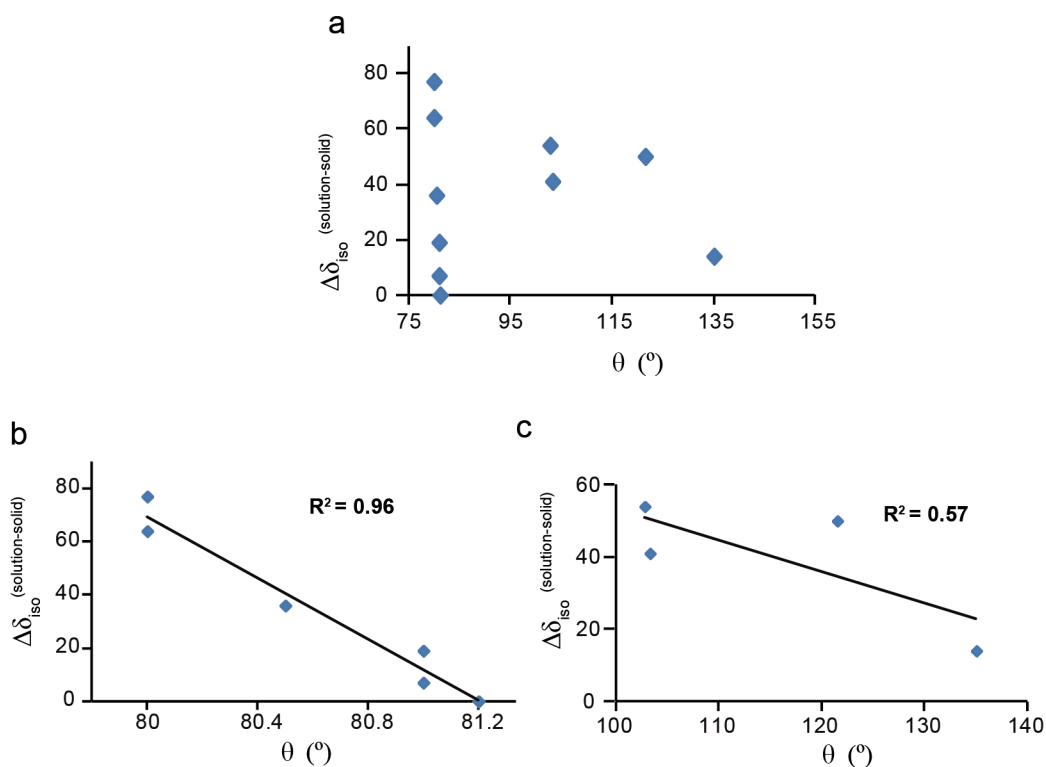 a
80
60
40
20
0
75 95 115 135 155
Δδiso (solution-solid)
θ (º)
b
80
60
40
20
0
80 80.4 80.8 81.2
R² = 0.96
Δδiso (solution-solid)
θ (º)
c
60
40
20
0
100 110 120 130 140
R² = 0.57
Δδiso (solution-solid)
θ (º)